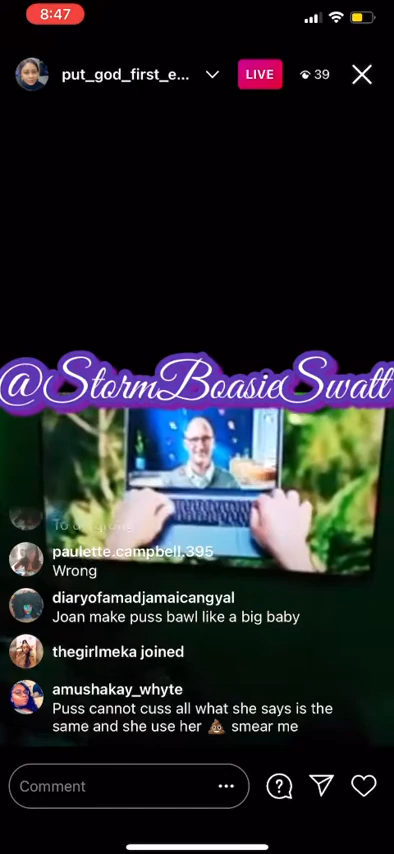 8:47
put_god_first_e...
LIVE
39
@StormBoasieSwatt
paulette.campbell.395
Wrong
diaryofamadjamaicangyal
Joan make puss bawl like a big baby
thegirlmeka joined
amushakay_whyte
Puss cannot cuss all what she says is the
same and she use her 💩 smear me
Comment